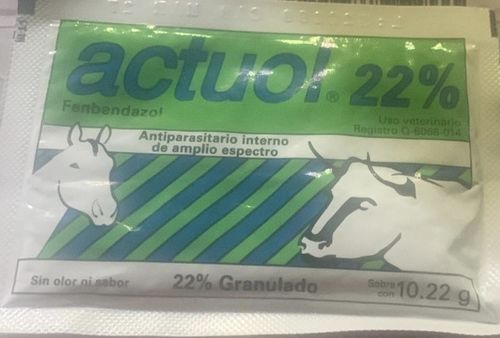 actuol® 22%
Fenbendazol
Uso veterinario
Registro Q-6066-014
Antiparasitario interno
de amplio espectro
Sin olor ni sabor
22% Granulado
Sobre
con 10.22 g